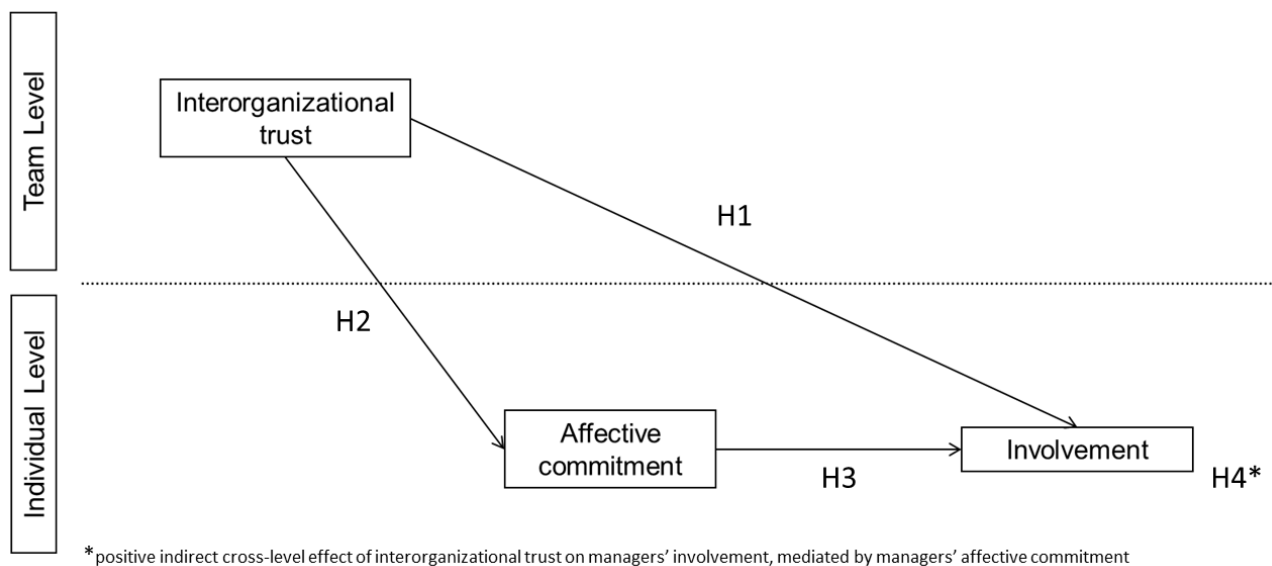 Team Level
Interorganizational
trust
H1
H2
Individual Level
Affective
commitment
H3
Involvement
H4*
*positive indirect cross-level effect of interorganizational trust on managers’ involvement, mediated by managers’ affective commitment